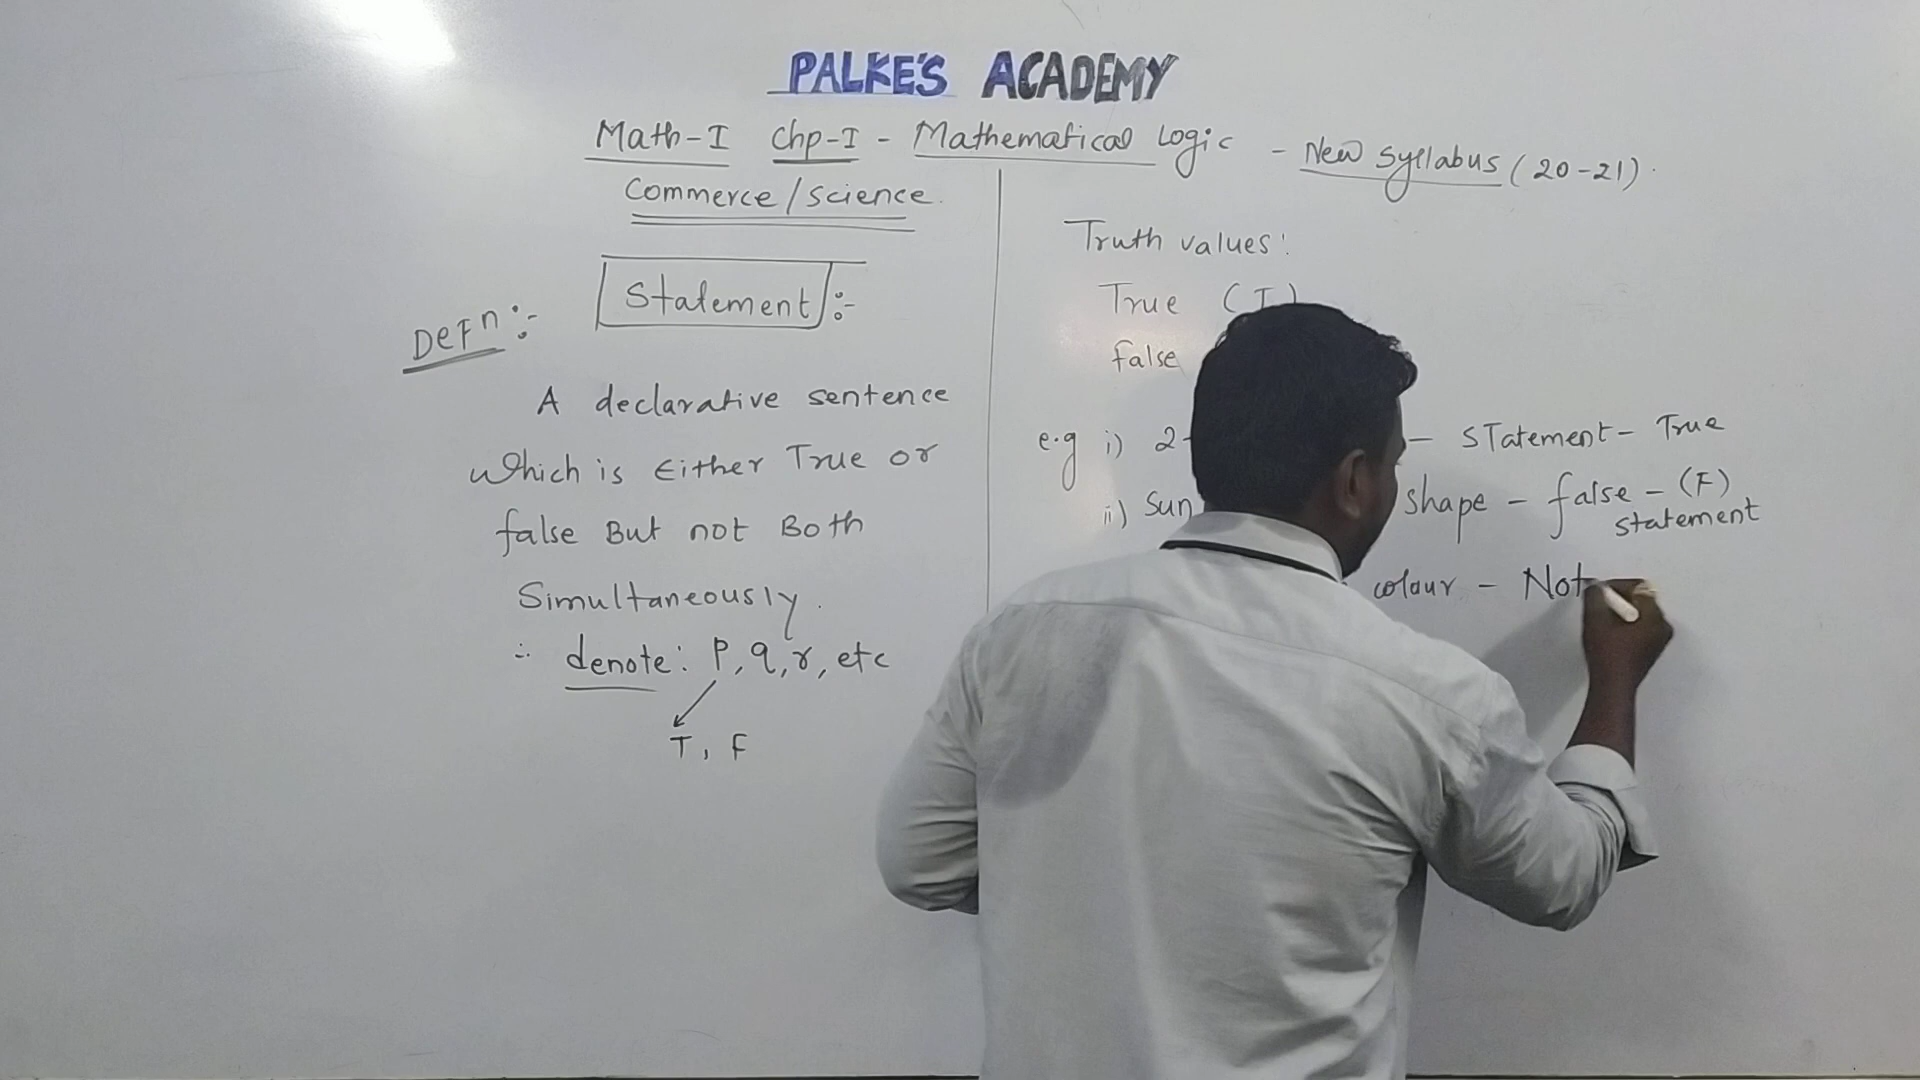 PALKE'S ACADEMY
Math-I Chp-I - Mathematical Logic - New Syllabus (20-21).
Commerce/Science.
Statement :-
Defn :-
A declarative sentence
Which is Either True or
false But not Both
Simultaneously.
∴ denote: P, q, r, etc
T, F
Truth values:
True (T)
false
e.g i) 2 - Statement - True
ii) Sun shape - false - (F)
statement
colour - Not